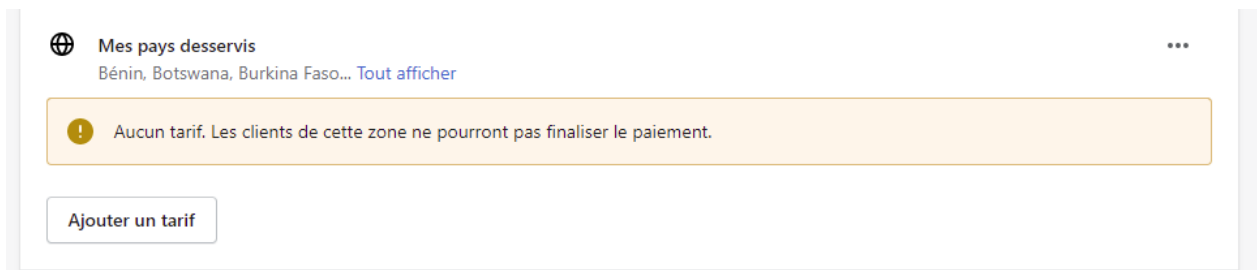 Mes pays desservis
Bénin, Botswana, Burkina Faso... Tout afficher
Aucun tarif. Les clients de cette zone ne pourront pas finaliser le paiement.
Ajouter un tarif